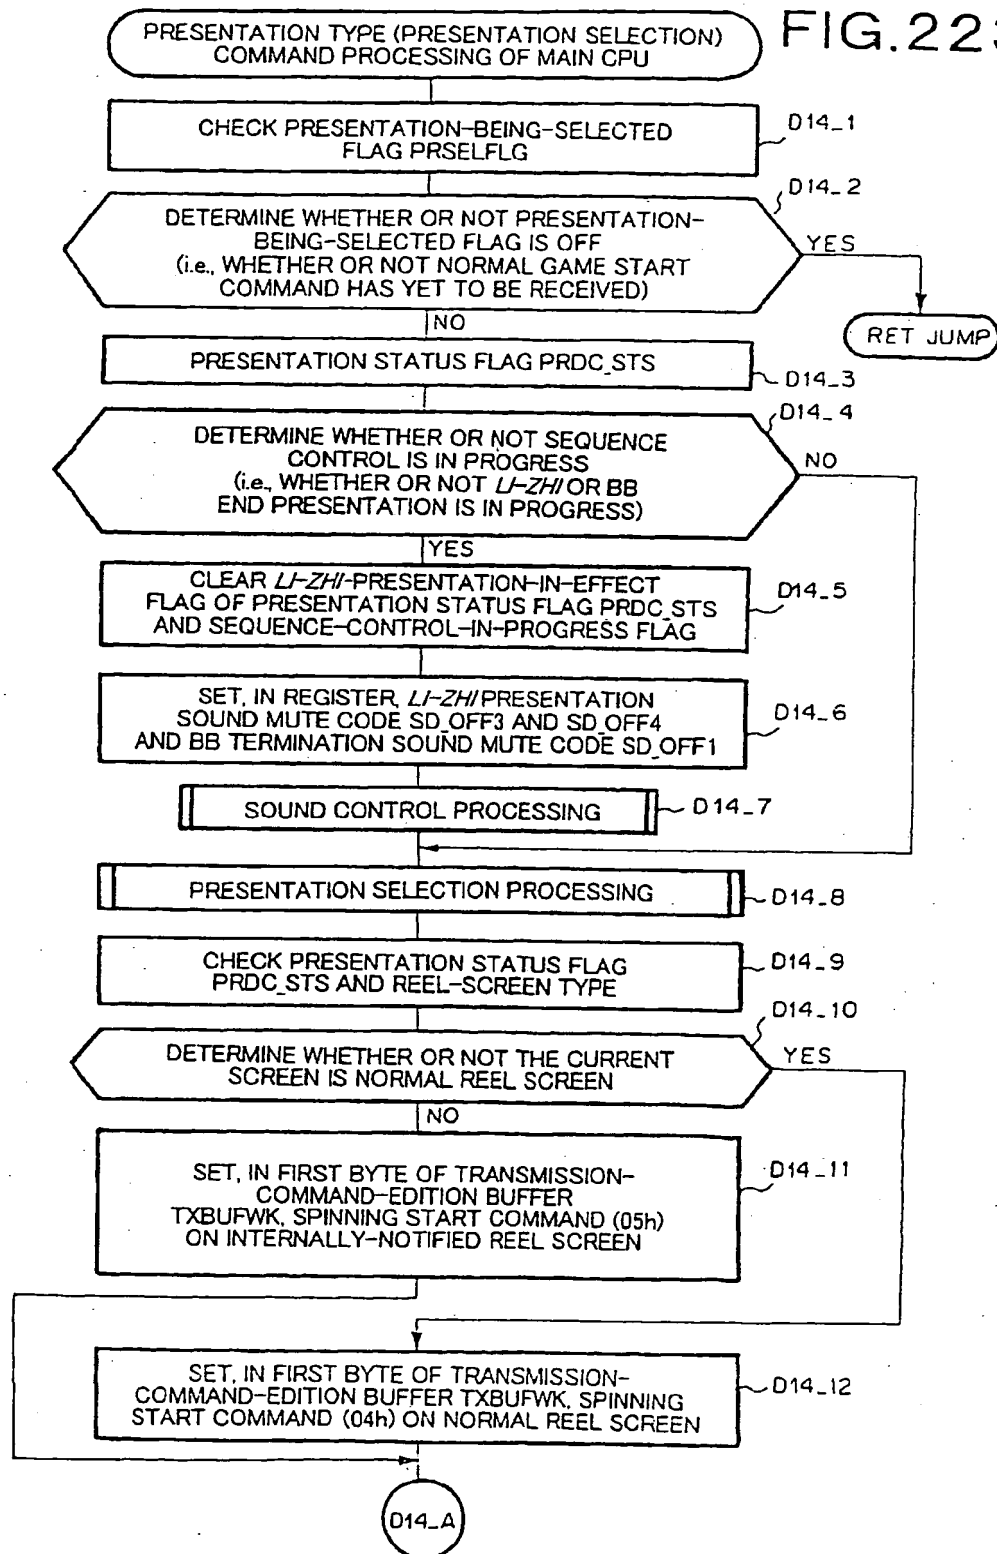 FIG.223
PRESENTATION TYPE (PRESENTATION SELECTION)
COMMAND PROCESSING OF MAIN CPU
CHECK PRESENTATION-BEING-SELECTED
FLAG PRSELFLG
D14_1
DETERMINE WHETHER OR NOT PRESENTATION-
BEING-SELECTED FLAG IS OFF
(i.e., WHETHER OR NOT NORMAL GAME START
COMMAND HAS YET TO BE RECEIVED)
D14_2
YES
RET JUMP
NO
PRESENTATION STATUS FLAG PRDC_STS
D14_3
DETERMINE WHETHER OR NOT SEQUENCE
CONTROL IS IN PROGRESS
(i.e., WHETHER OR NOT LI-ZHI OR BB
END PRESENTATION IS IN PROGRESS)
D14_4
NO
YES
CLEAR LI-ZHI-PRESENTATION-IN-EFFECT
FLAG OF PRESENTATION STATUS FLAG PRDC_STS
AND SEQUENCE-CONTROL-IN-PROGRESS FLAG
D14_5
SET, IN REGISTER, LI-ZHI PRESENTATION
SOUND MUTE CODE SD_OFF3 AND SD_OFF4
AND BB TERMINATION SOUND MUTE CODE SD_OFF1
D14_6
SOUND CONTROL PROCESSING
D14_7
PRESENTATION SELECTION PROCESSING
D14_8
CHECK PRESENTATION STATUS FLAG
PRDC_STS AND REEL-SCREEN TYPE
D14_9
DETERMINE WHETHER OR NOT THE CURRENT
SCREEN IS NORMAL REEL SCREEN
D14_10
YES
NO
SET, IN FIRST BYTE OF TRANSMISSION-
COMMAND-EDITION BUFFER
TXBUFWK, SPINNING START COMMAND (05h)
ON INTERNALLY-NOTIFIED REEL SCREEN
D14_11
SET, IN FIRST BYTE OF TRANSMISSION-
COMMAND-EDITION BUFFER TXBUFWK, SPINNING
START COMMAND (04h) ON NORMAL REEL SCREEN
D14_12
D14_A